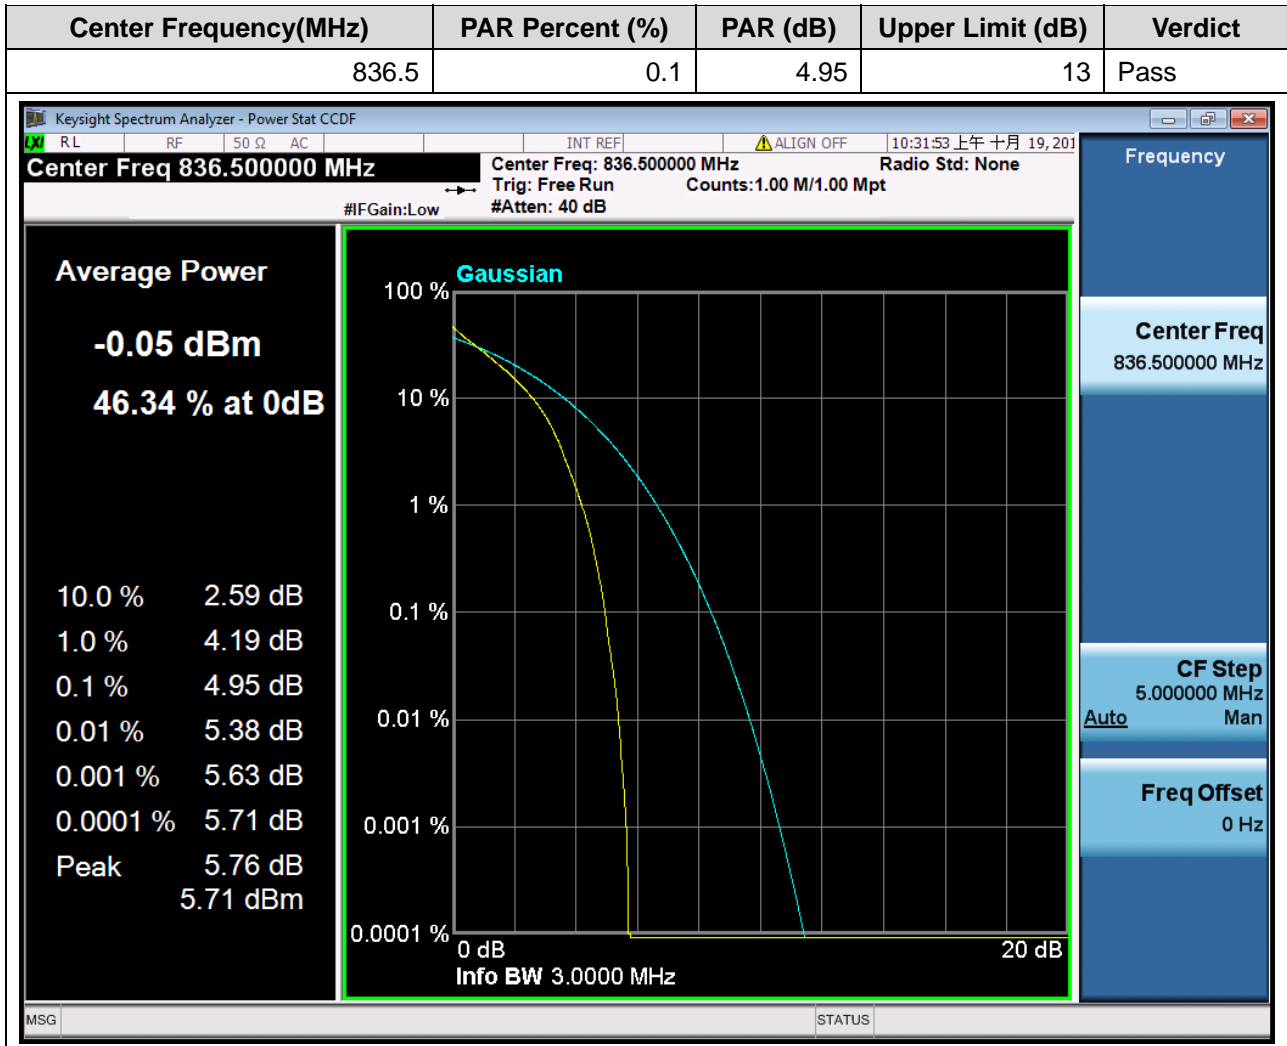 Center Frequency(MHz) PAR Percent (%) PAR (dB) Upper Limit (dB) Verdict
836.5 0.1 4.95 13 Pass
Keysight Spectrum Analyzer - Power Stat CCDF
LXI RL RF 50 Ω AC INT REF ALIGN OFF 10:31:53 上午 十月 19, 201
Center Freq 836.500000 MHz
Center Freq: 836.500000 MHz Radio Std: None
Trig: Free Run Counts:1.00 M/1.00 Mpt
#IFGain:Low #Atten: 40 dB
Average Power
-0.05 dBm
46.34 % at 0dB
10.0 % 2.59 dB
1.0 % 4.19 dB
0.1 % 4.95 dB
0.01 % 5.38 dB
0.001 % 5.63 dB
0.0001 % 5.71 dB
Peak 5.76 dB
5.71 dBm
Gaussian
100 %
10 %
1 %
0.1 %
0.01 %
0.001 %
0.0001 %
0 dB 20 dB
Info BW 3.0000 MHz
Frequency
Center Freq
836.500000 MHz
CF Step
5.000000 MHz
Auto Man
Freq Offset
0 Hz
MSG STATUS